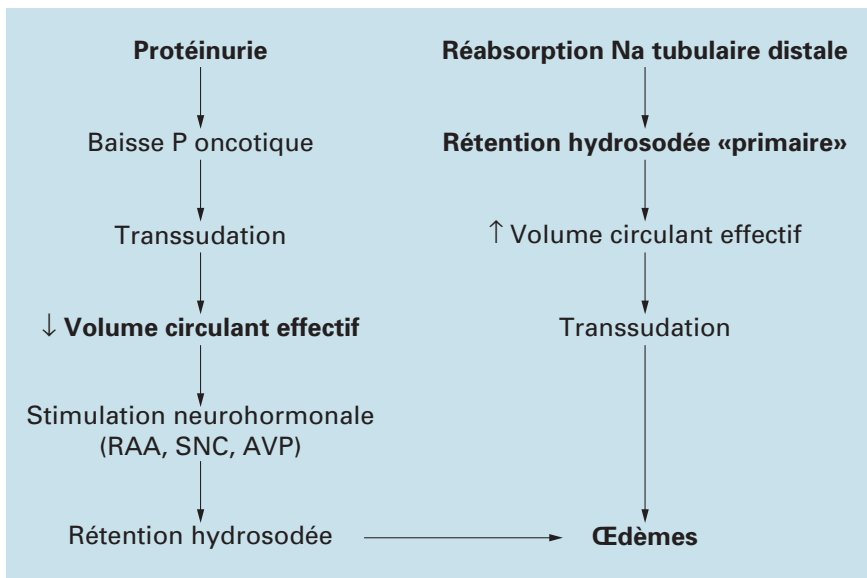 Protéinurie
Baisse P oncotique
Transsudation
↓ Volume circulant effectif
Stimulation neurohormonale
(RAA, SNC, AVP)
Rétention hydrosodée
Réabsorption Na tubulaire distale
Rétention hydrosodée «primaire»
↑ Volume circulant effectif
Transsudation
Œdèmes